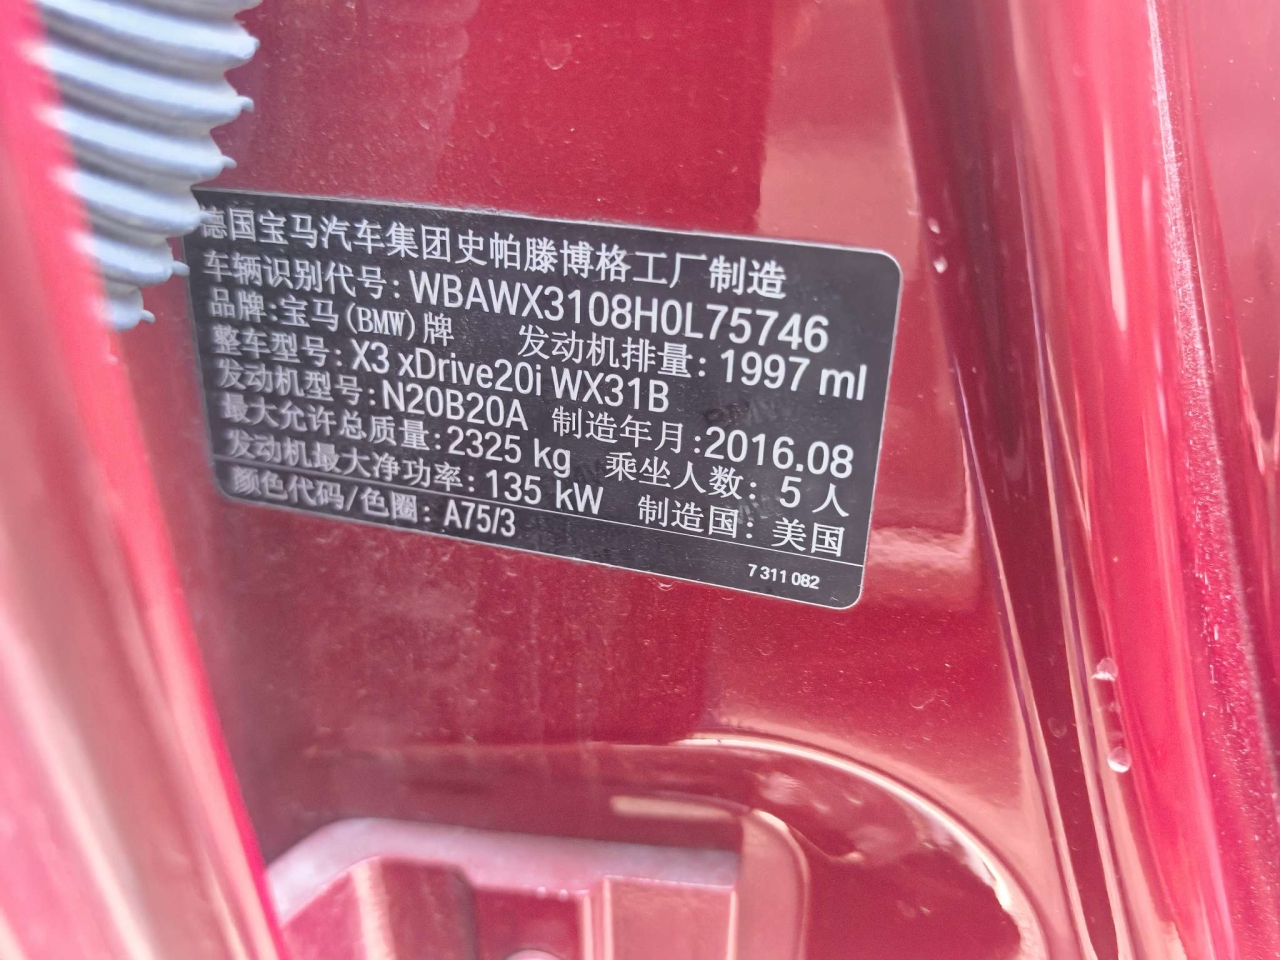 德国宝马汽车集团史帕滕博格工厂制造
车辆识别代号: WBAWX3108H0L75746
品牌:宝马(BMW)牌 发动机排量: 1997 ml
整车型号: X3 xDrive20i WX31B
发动机型号: N20B20A 制造年月:2016.08
最大允许总质量:2325 kg 乘坐人数: 5 人
发动机最大净功率: 135 kW 制造国: 美国
颜色代码/色圈: A75/3
7 311 082